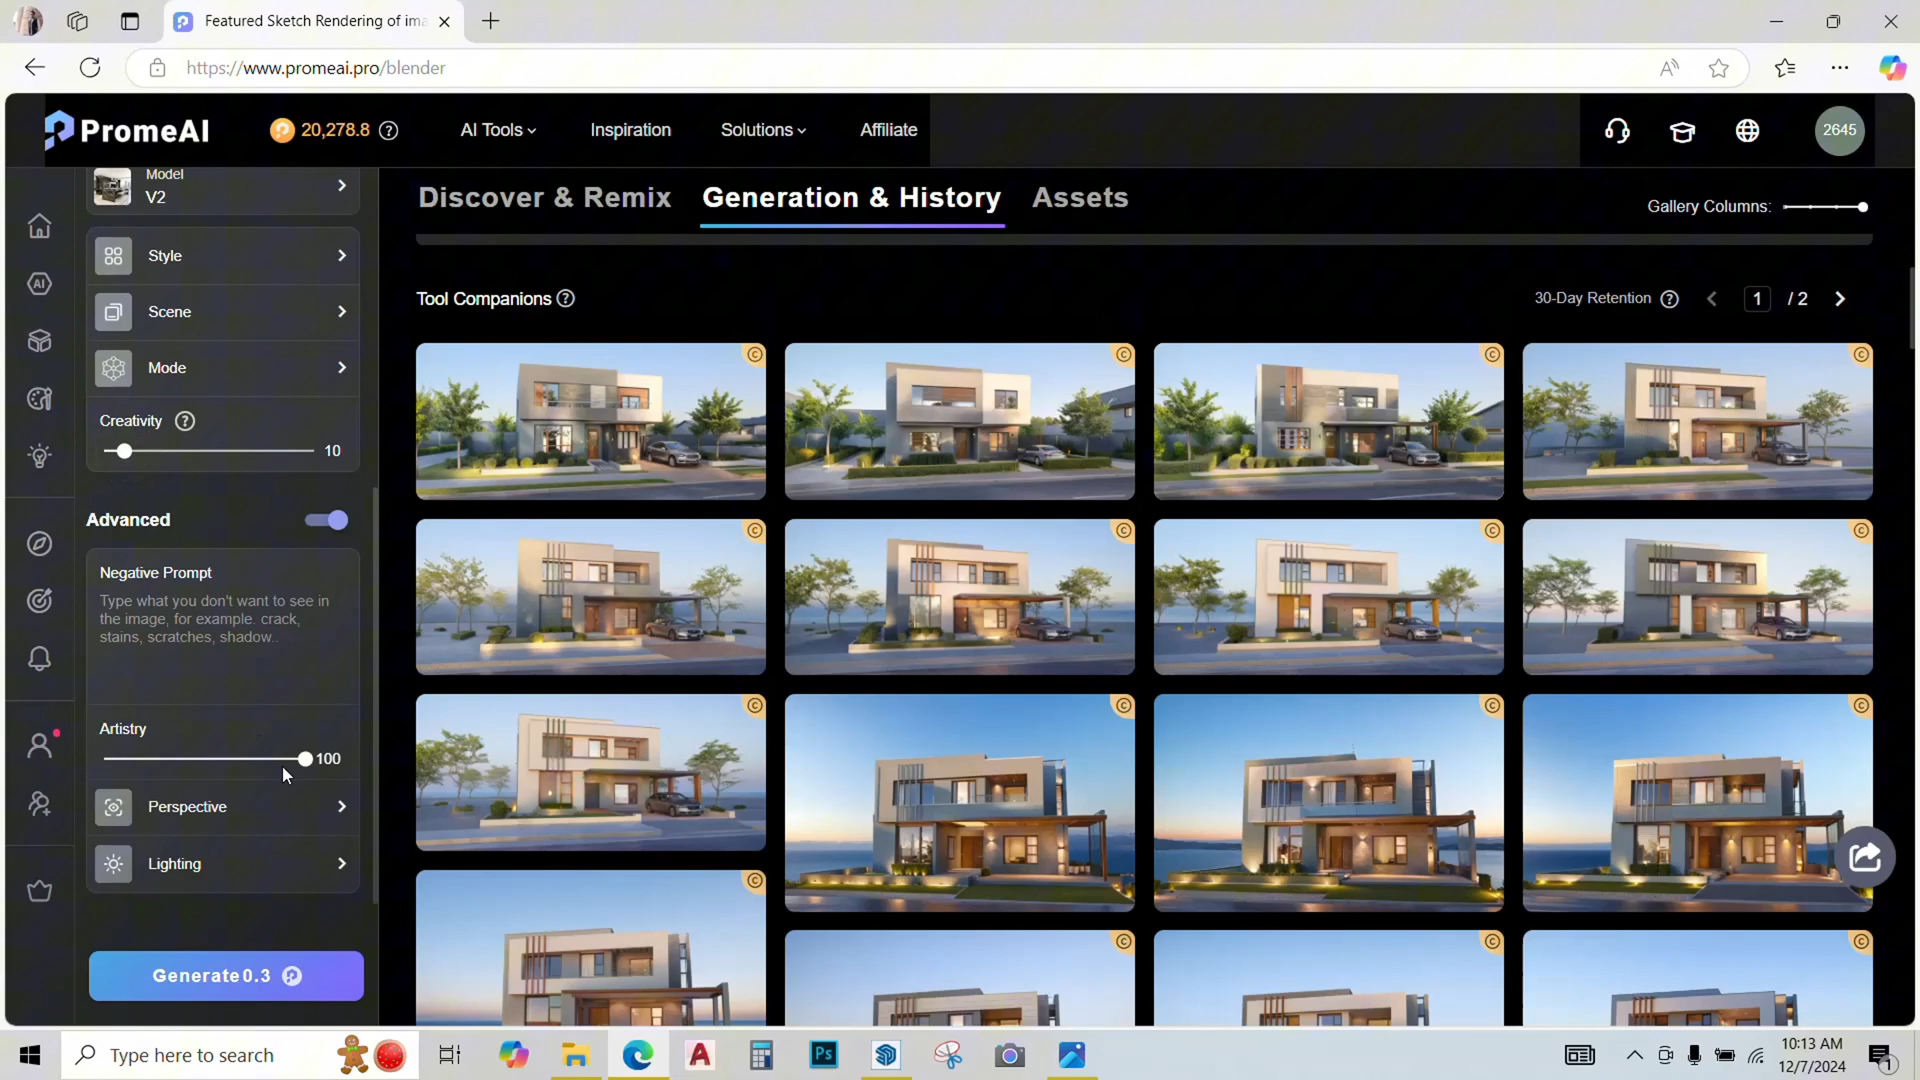 Featured Sketch Rendering of ima
https://www.promeai.pro/blender
PromeAI
20,278.8
AI Tools
Inspiration
Solutions
Affiliate
2645
Model
V2
Style
Scene
Mode
Creativity
10
Advanced
Negative Prompt
Type what you don't want to see in
the image, for example. crack,
stains, scratches, shadow..
Artistry
100
Perspective
Lighting
Generate 0.3
Discover & Remix
Generation & History
Assets
Gallery Columns:
Tool Companions
30-Day Retention
1 / 2
Type here to search
Ps
10:13 AM
12/7/2024
1